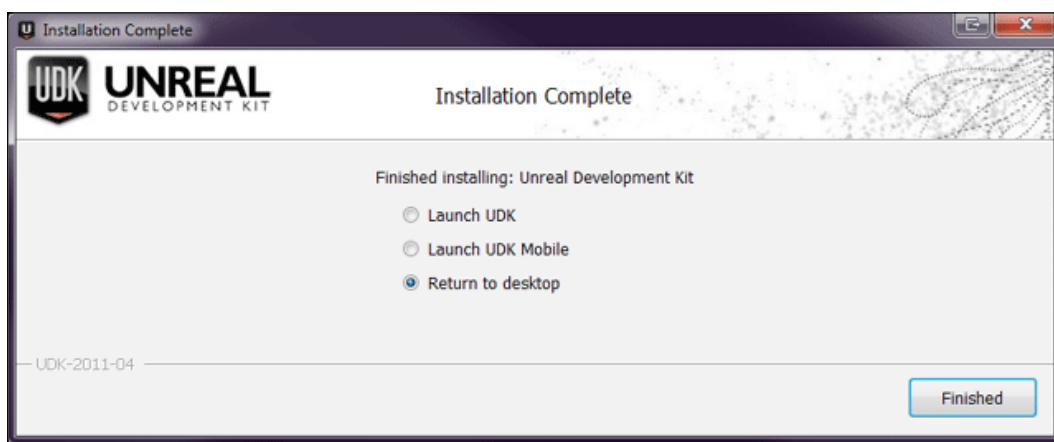 Installation Complete
UDK UNREAL
DEVELOPMENT KIT
Installation Complete
Finished installing: Unreal Development Kit
Launch UDK
Launch UDK Mobile
Return to desktop
UDK-2011-04
Finished